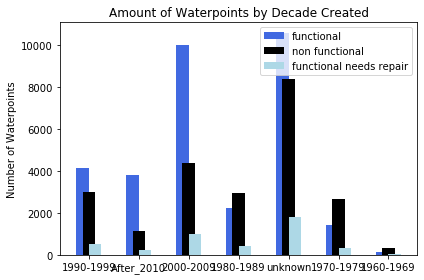 Amount of Waterpoints by Decade Created
functional
non functional
functional needs repair
Number of Waterpoints
10000
8000
6000
4000
2000
0
1990-1999 After_2010 2000-2009 1980-1989 unknown 1970-1979 1960-1969